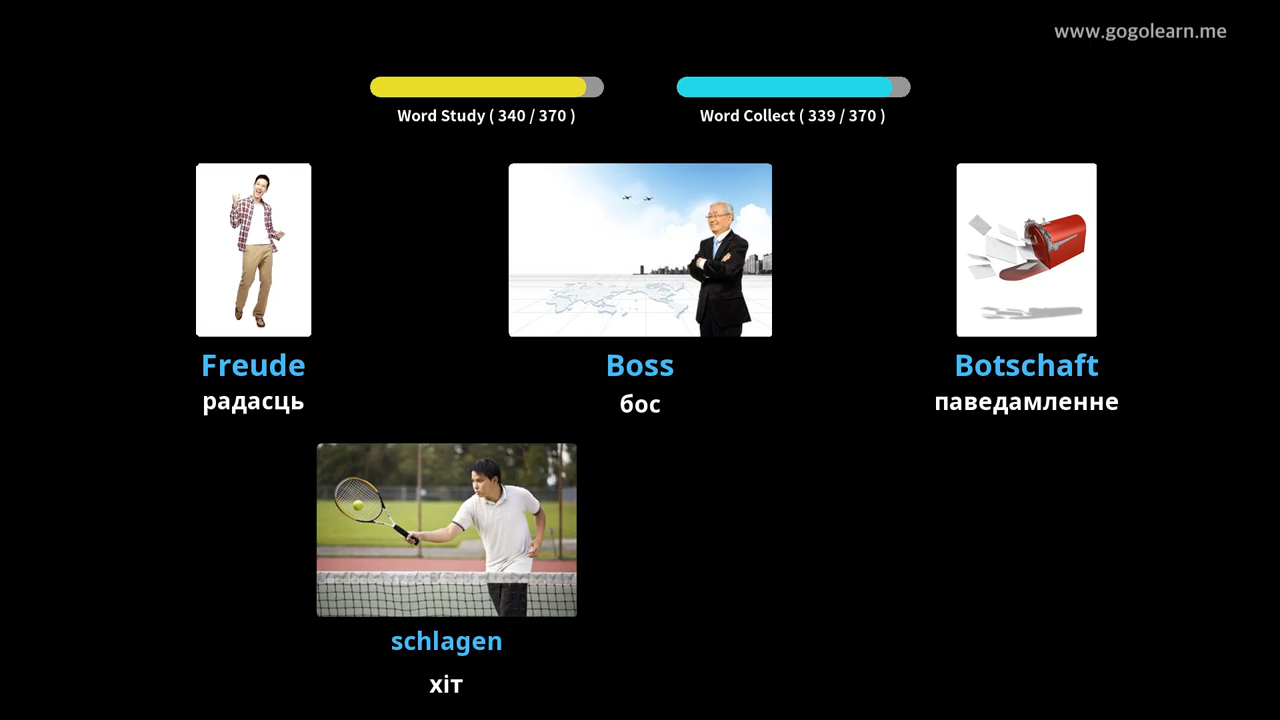 www.gogolearn.me
Word Study ( 340 / 370 )
Word Collect ( 339 / 370 )
Freude
радасць
Boss
бос
Botschaft
паведамленне
schlagen
хіт